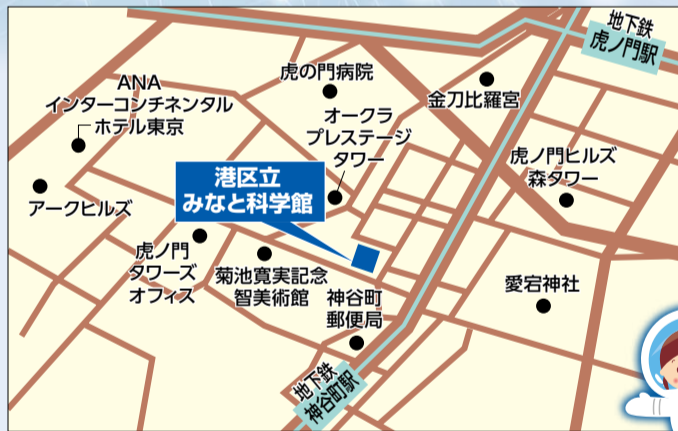 地下鉄
虎ノ門駅
虎の門病院
金刀比羅宮
ANA
インターコンチネンタル
ホテル東京
オークラ
プレステージ
タワー
虎ノ門ヒルズ
森タワー
港区立
みなと科学館
アークヒルズ
虎ノ門
タワーズ
オフィス
菊池寛実記念
智美術館
神谷町
郵便局
愛宕神社
地下鉄
神谷町駅